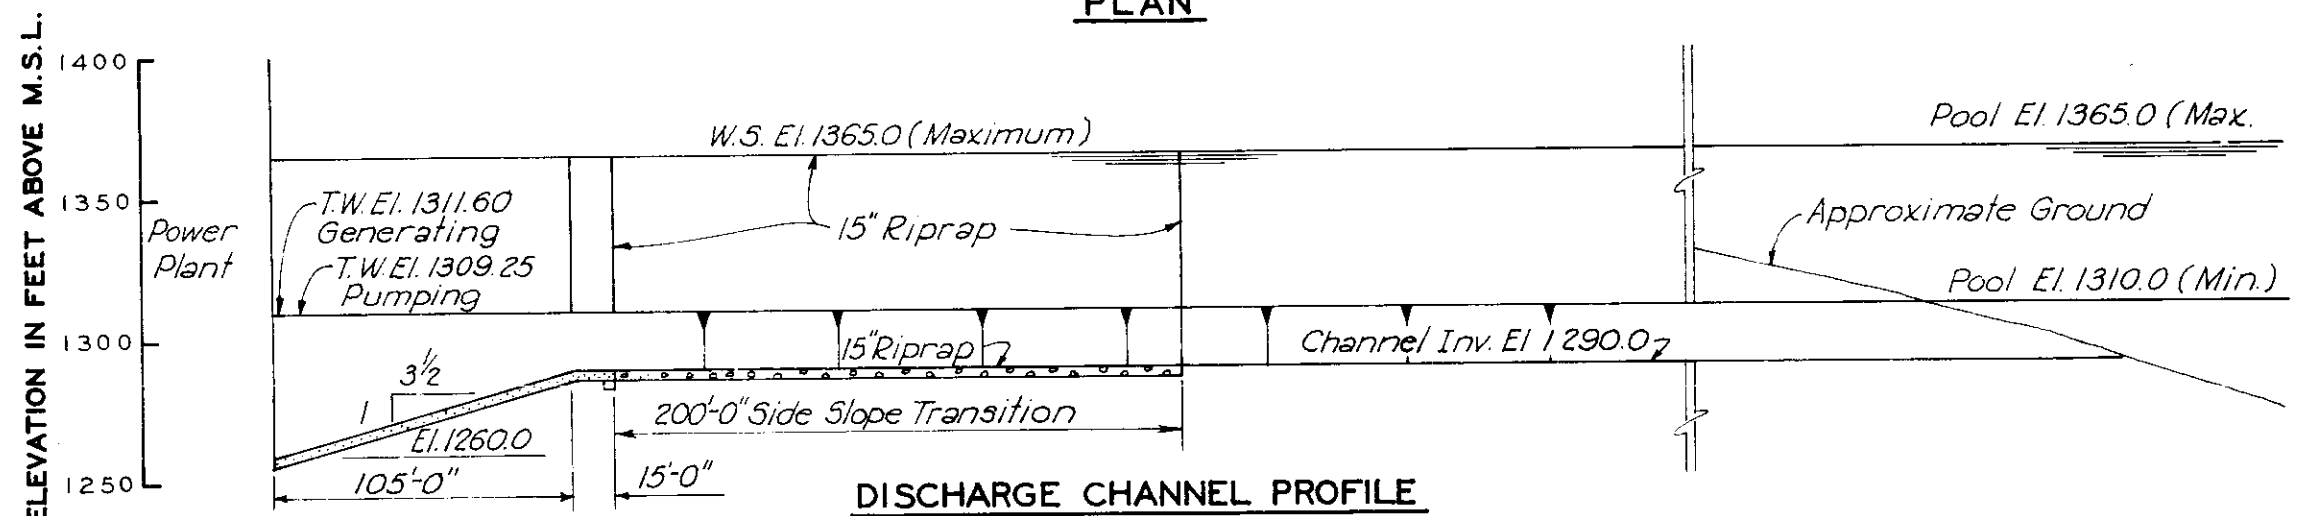 PLAN
ELEVATION IN FEET ABOVE M.S.L.
1400
1350
1300
1250
Power
Plant
W.S. El. 1365.0 (Maximum)
Pool El. 1365.0 (Max.
T.W. El. 1311.60
Generating
T.W. El. 1309.25
Pumping
15" Riprap
Approximate Ground
Pool El. 1310.0 (Min.)
15" Riprap
Channel Inv. El 1290.0
3 1/2
1
El. 1260.0
200'-0" Side Slope Transition
105'-0"
15'-0"
DISCHARGE CHANNEL PROFILE